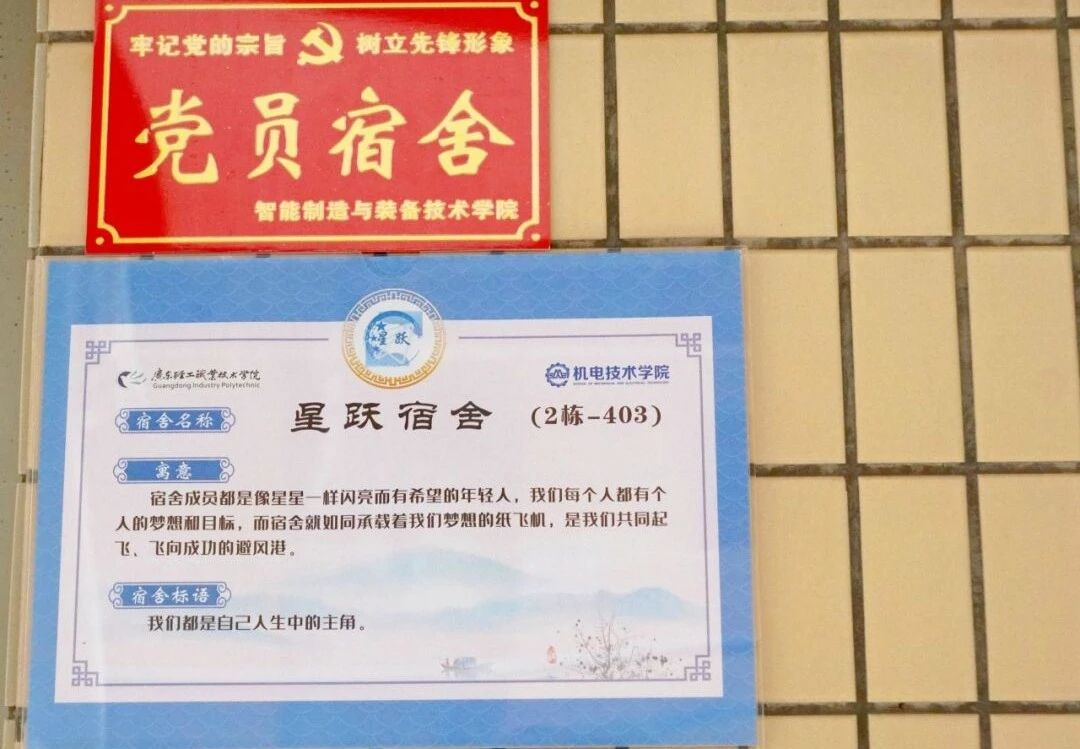 牢记党的宗旨 树立先锋形象
党员宿舍
智能制造与装备技术学院
星跃
广东轻工职业技术学院
Guangdong Industry Polytechnic
机电技术学院
宿舍名称
星跃宿舍 (2栋-403)
寓意
宿舍成员都是像星星一样闪亮而有希望的年轻人，我们每个人都有个
人的梦想和目标，而宿舍就如同承载着我们梦想的纸飞机，是我们共同起
飞、飞向成功的避风港。
宿舍标语
我们都是自己人生中的主角。